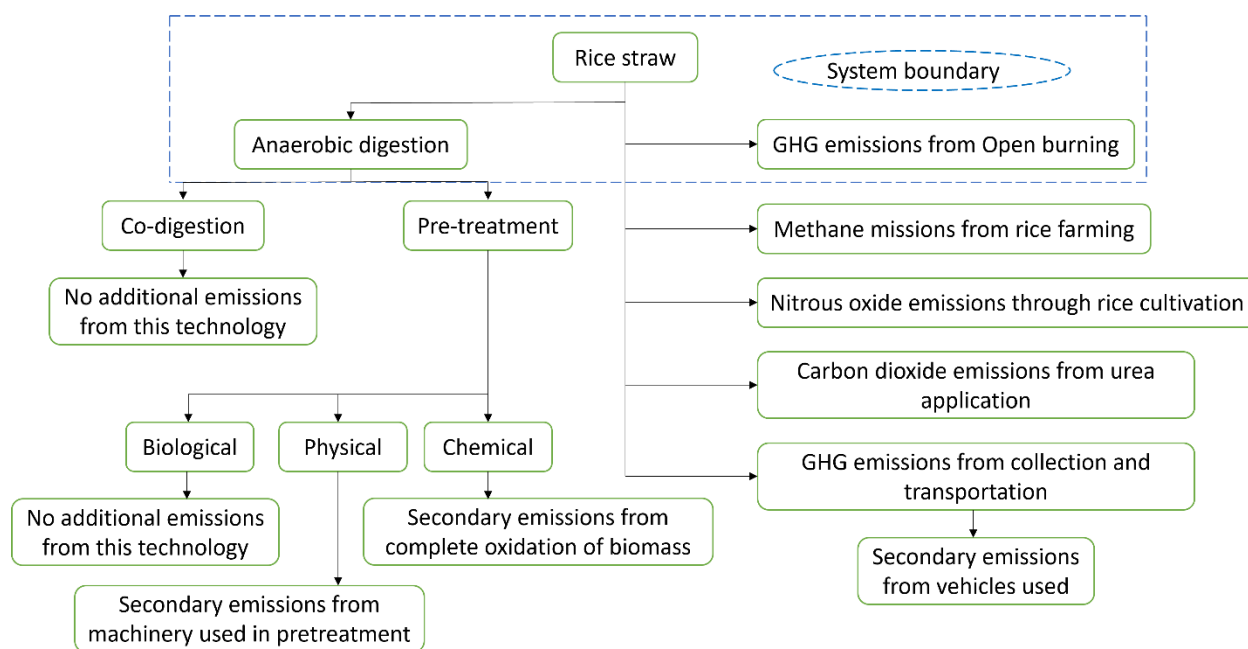 Rice straw
System boundary
Anaerobic digestion
GHG emissions from Open burning
Co-digestion
Pre-treatment
Methane missions from rice farming
No additional emissions
from this technology
Nitrous oxide emissions through rice cultivation
Carbon dioxide emissions from urea
application
Biological
Physical
Chemical
GHG emissions from collection and
transportation
No additional emissions
from this technology
Secondary emissions from
complete oxidation of biomass
Secondary emissions
from vehicles used
Secondary emissions from
machinery used in pretreatment